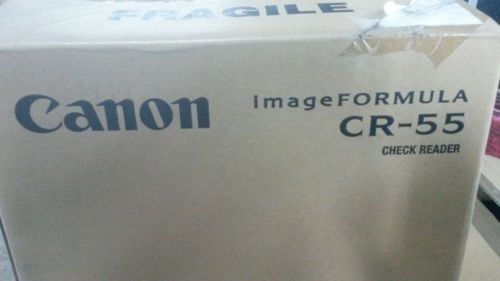 FRAGILE
Canon
imageFORMULA
CR-55
CHECK READER